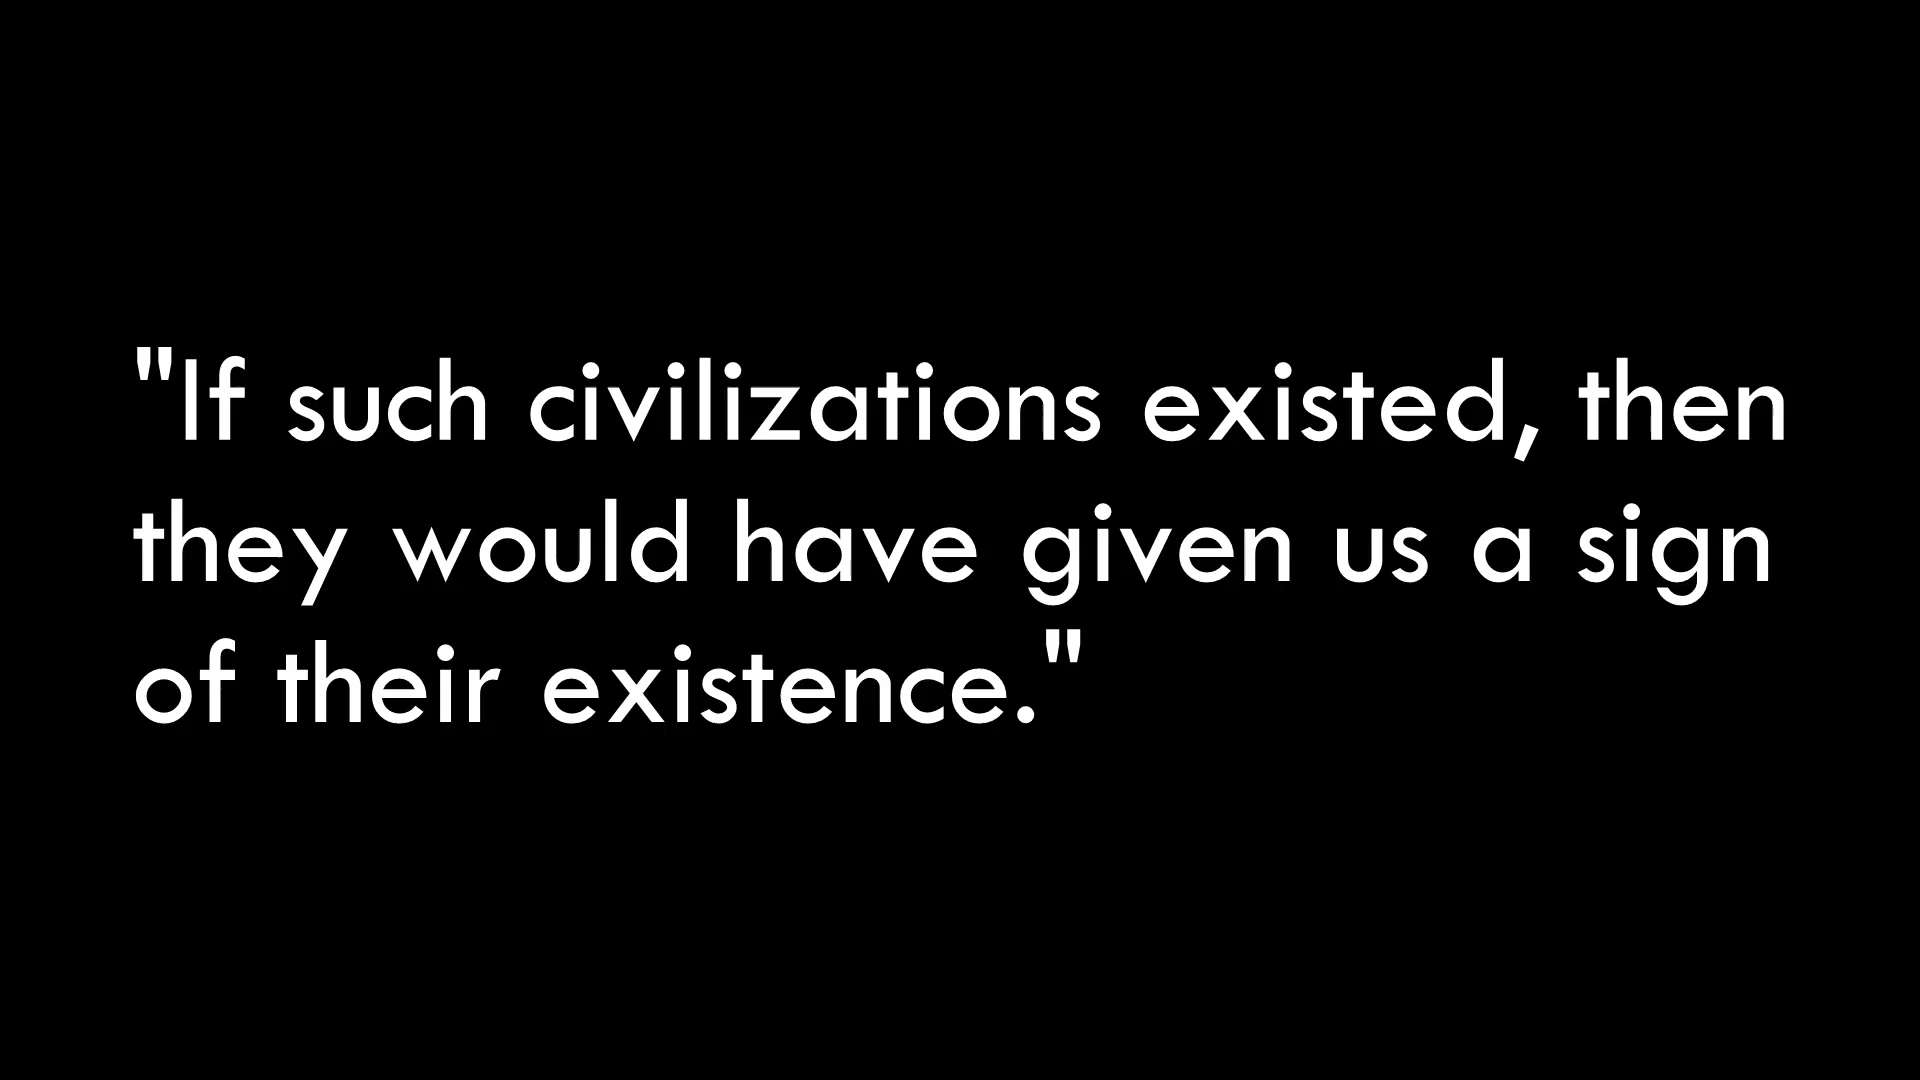 "If such civilizations existed, then
they would have given us a sign
of their existence."